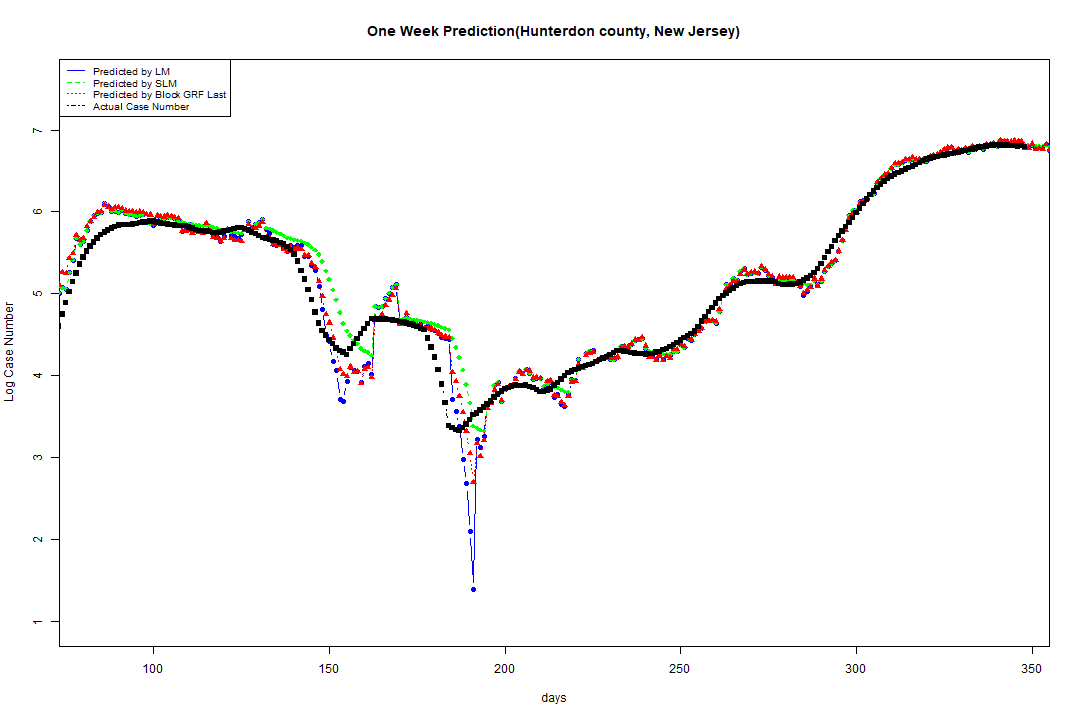 One Week Prediction(Hunterdon county, New Jersey)
Predicted by LM
Predicted by SLM
Predicted by Block GRF Last
Actual Case Number
Log Case Number
7
6
5
4
3
2
1
100 150 200 250 300 350
days